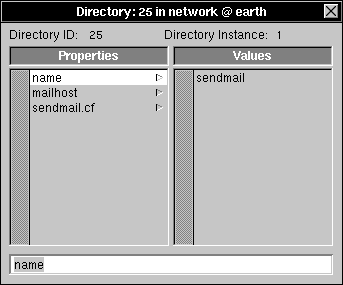 Directory: 25 in network @ earth
Directory ID: 25 Directory Instance: 1
Properties Values
name sendmail
mailhost
sendmail.cf
name